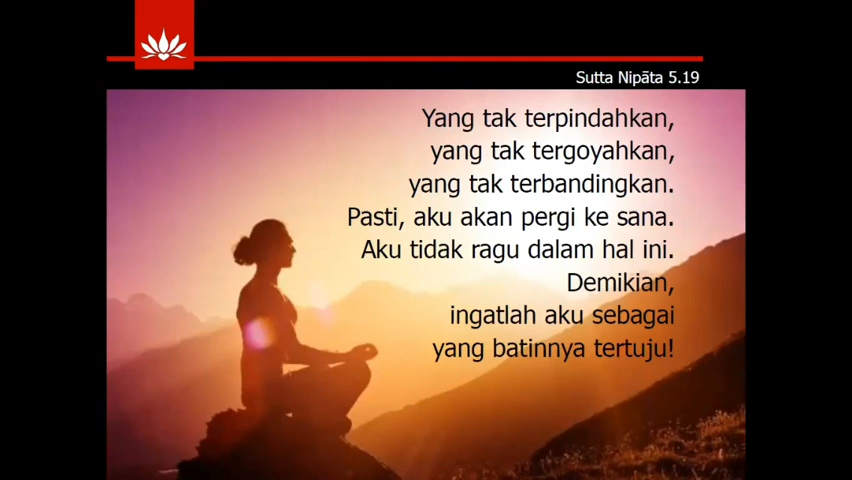 Sutta Nipāta 5.19
Yang tak terpindahkan,
yang tak tergoyahkan,
yang tak terbandingkan.
Pasti, aku akan pergi ke sana.
Aku tidak ragu dalam hal ini.
Demikian,
ingatlah aku sebagai
yang batinnya tertuju!